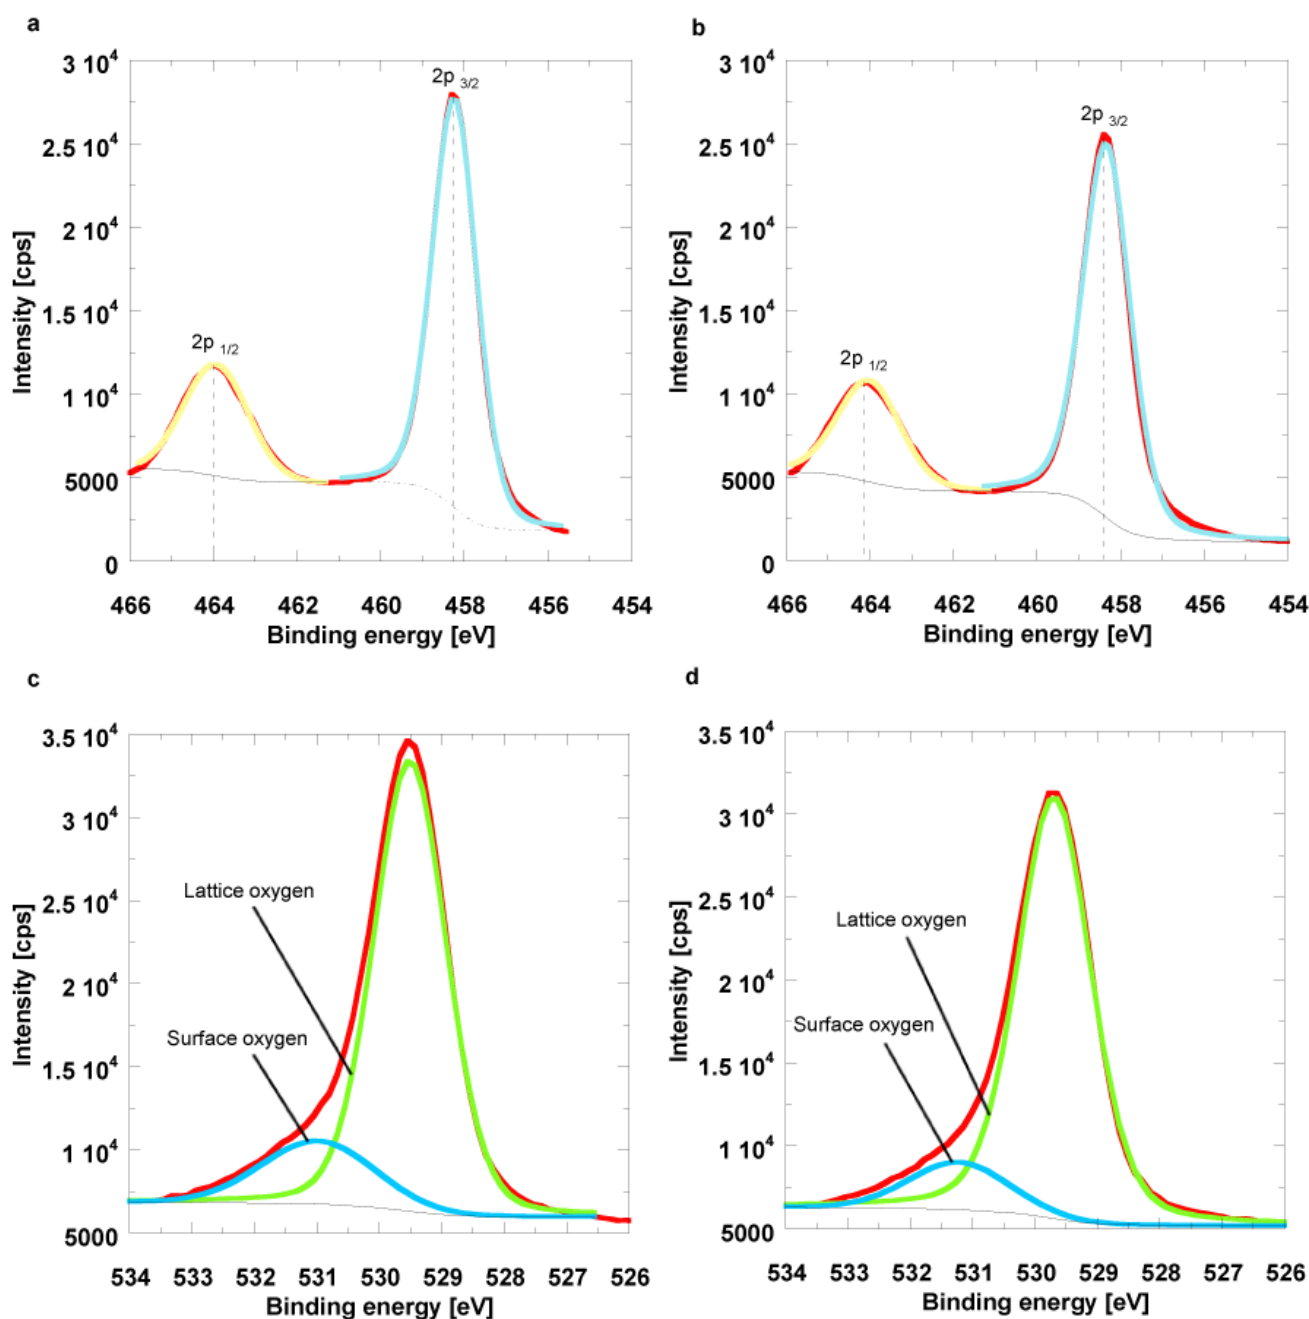 a
3 10^4
2.5 10^4
2 10^4
1.5 10^4
1 10^4
5000
0
Intensity [cps]
2p 3/2
2p 1/2
466 464 462 460 458 456 454
Binding energy [eV]
b
3 10^4
2.5 10^4
2 10^4
1.5 10^4
1 10^4
5000
0
Intensity [cps]
2p 3/2
2p 1/2
466 464 462 460 458 456 454
Binding energy [eV]
c
3.5 10^4
3 10^4
2.5 10^4
2 10^4
1.5 10^4
1 10^4
5000
Intensity [cps]
Lattice oxygen
Surface oxygen
534 533 532 531 530 529 528 527 526
Binding energy [eV]
d
3.5 10^4
3 10^4
2.5 10^4
2 10^4
1.5 10^4
1 10^4
5000
Intensity [cps]
Lattice oxygen
Surface oxygen
534 533 532 531 530 529 528 527 526
Binding energy [eV]